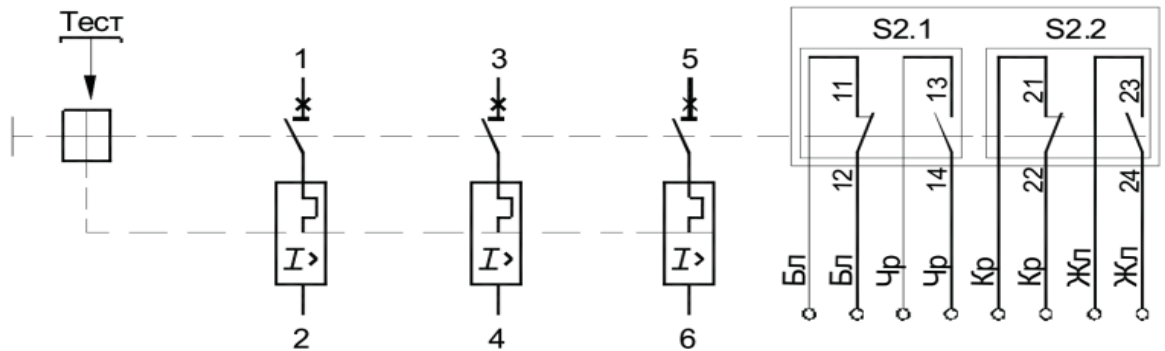 Тест
1 3 5
S2.1 S2.2
11 13 21 23
12 14 22 24
I> I> I>
Бл Бл Чр Чр Кр Кр Жл Жл
2 4 6